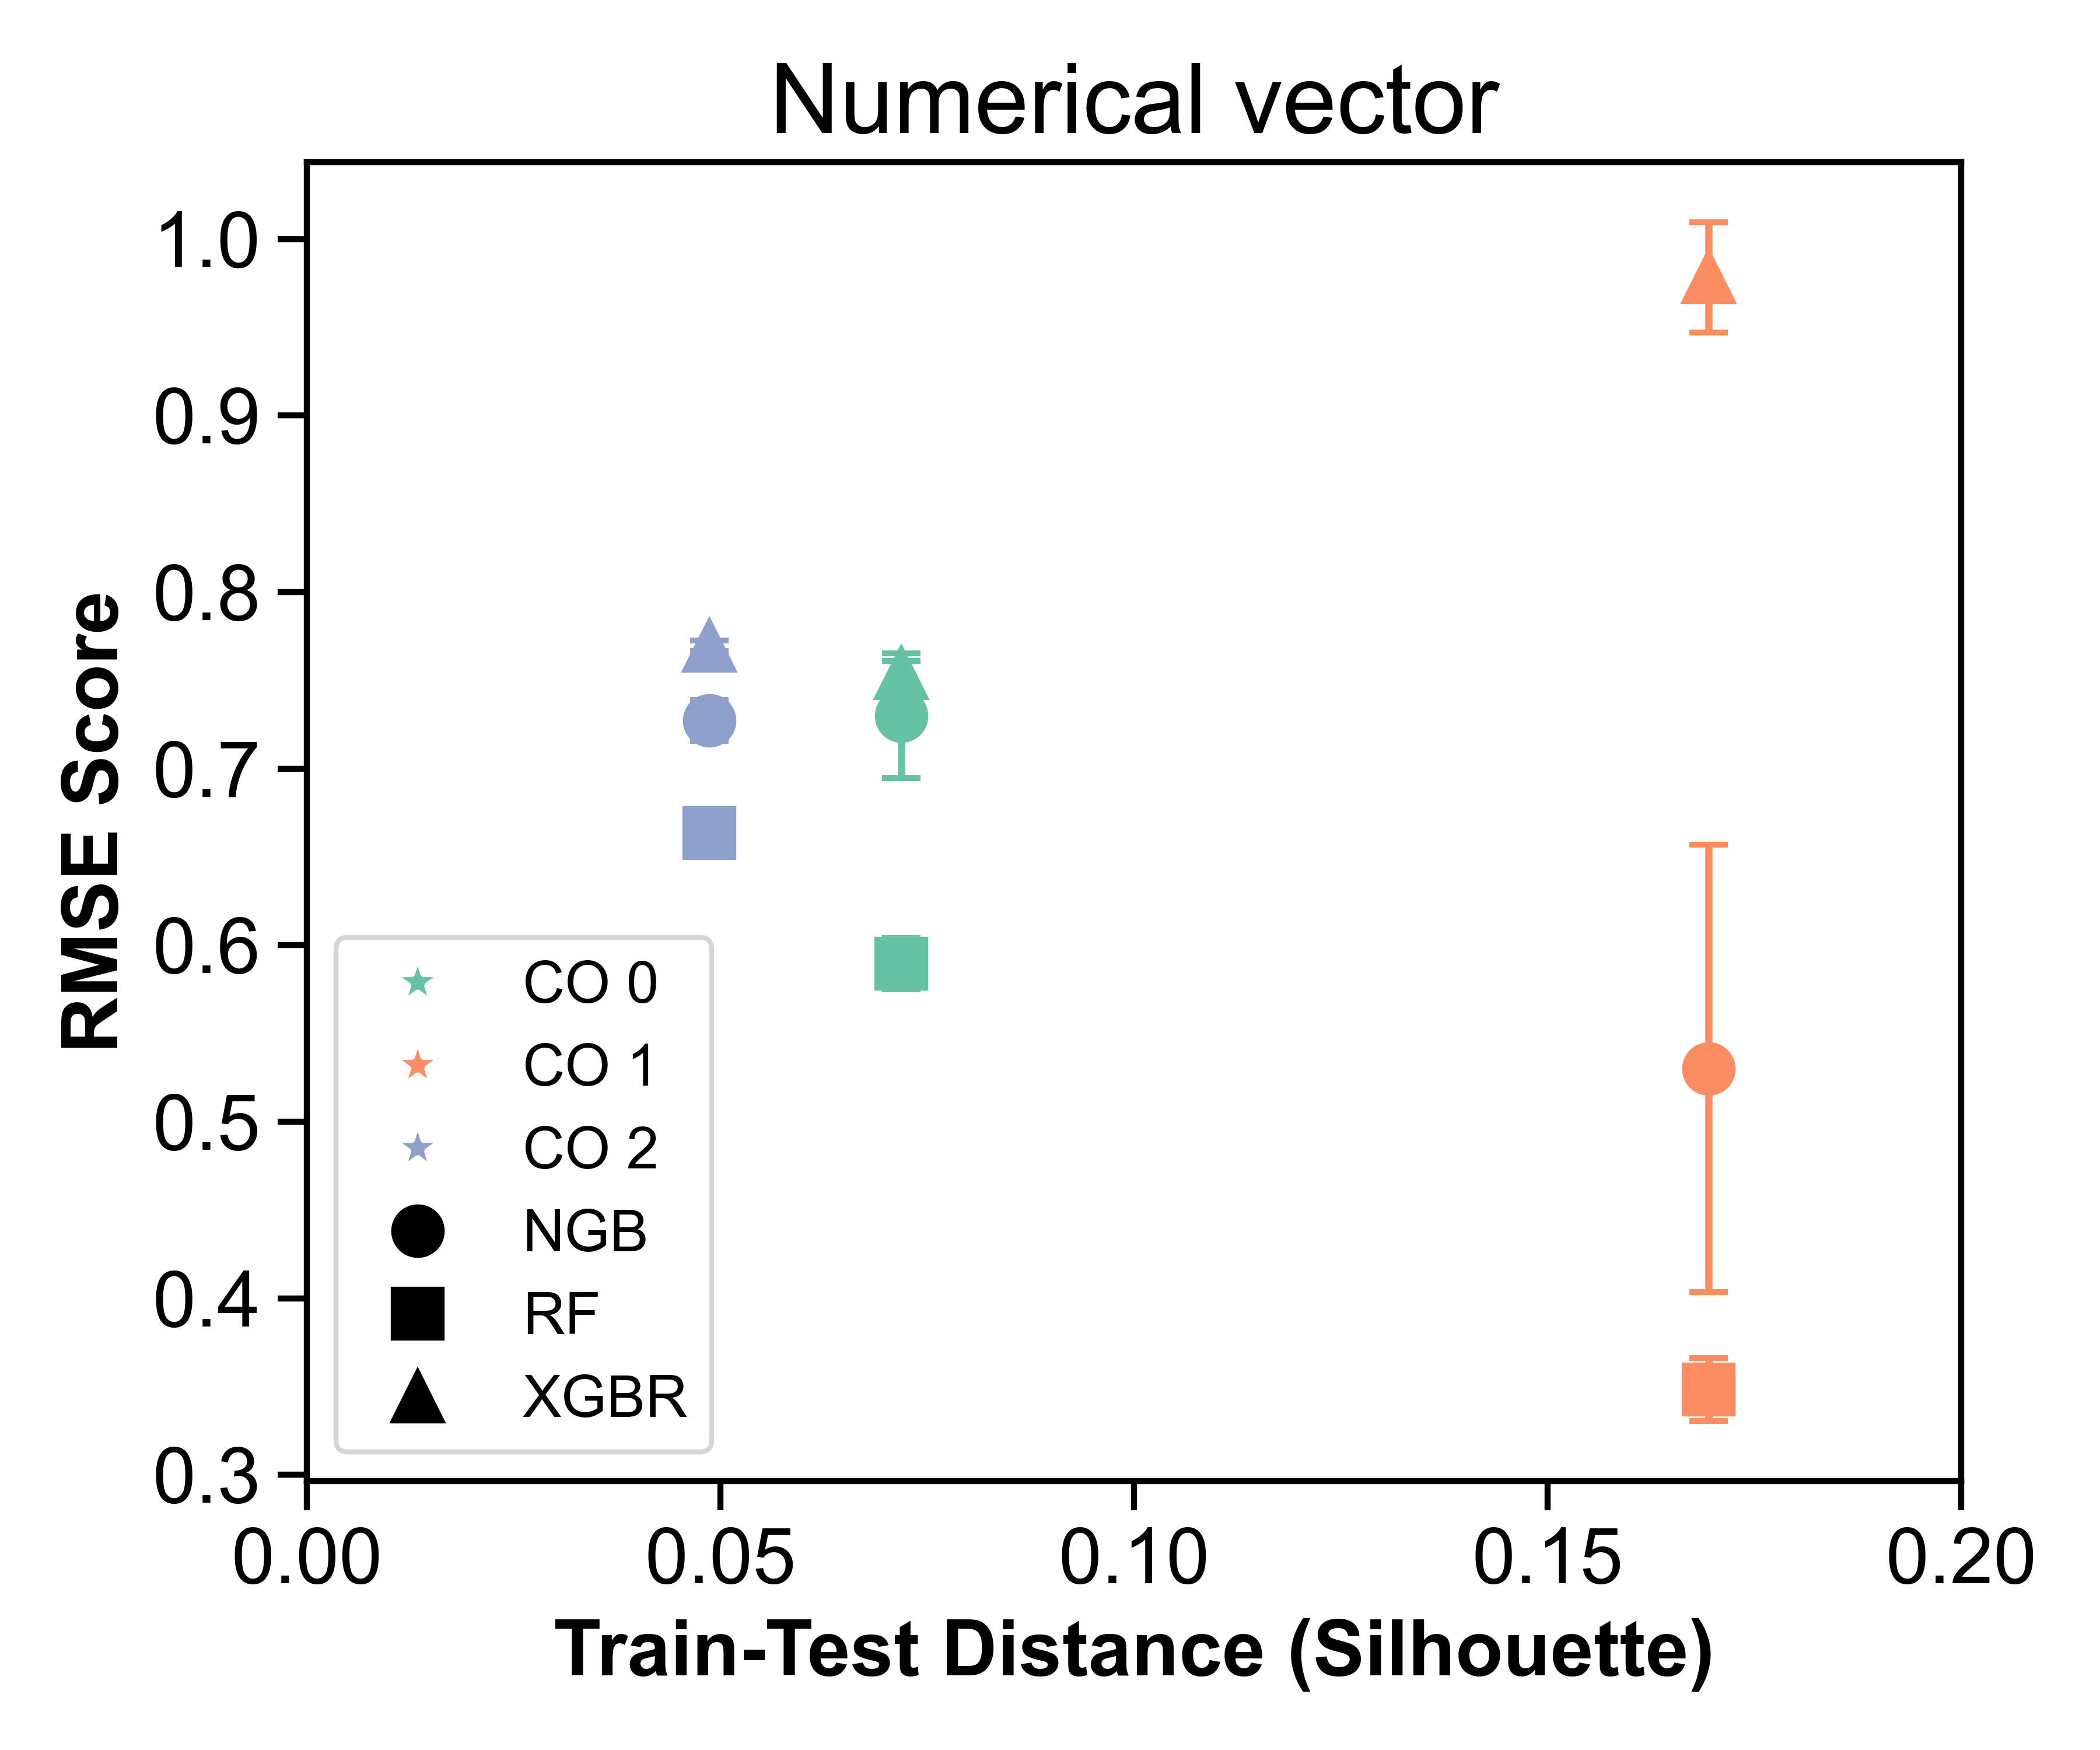 Numerical vector
RMSE Score
1.0
0.9
0.8
0.7
0.6
0.5
0.4
0.3
CO 0
CO 1
CO 2
NGB
RF
XGBR
0.00 0.05 0.10 0.15 0.20
Train-Test Distance (Silhouette)